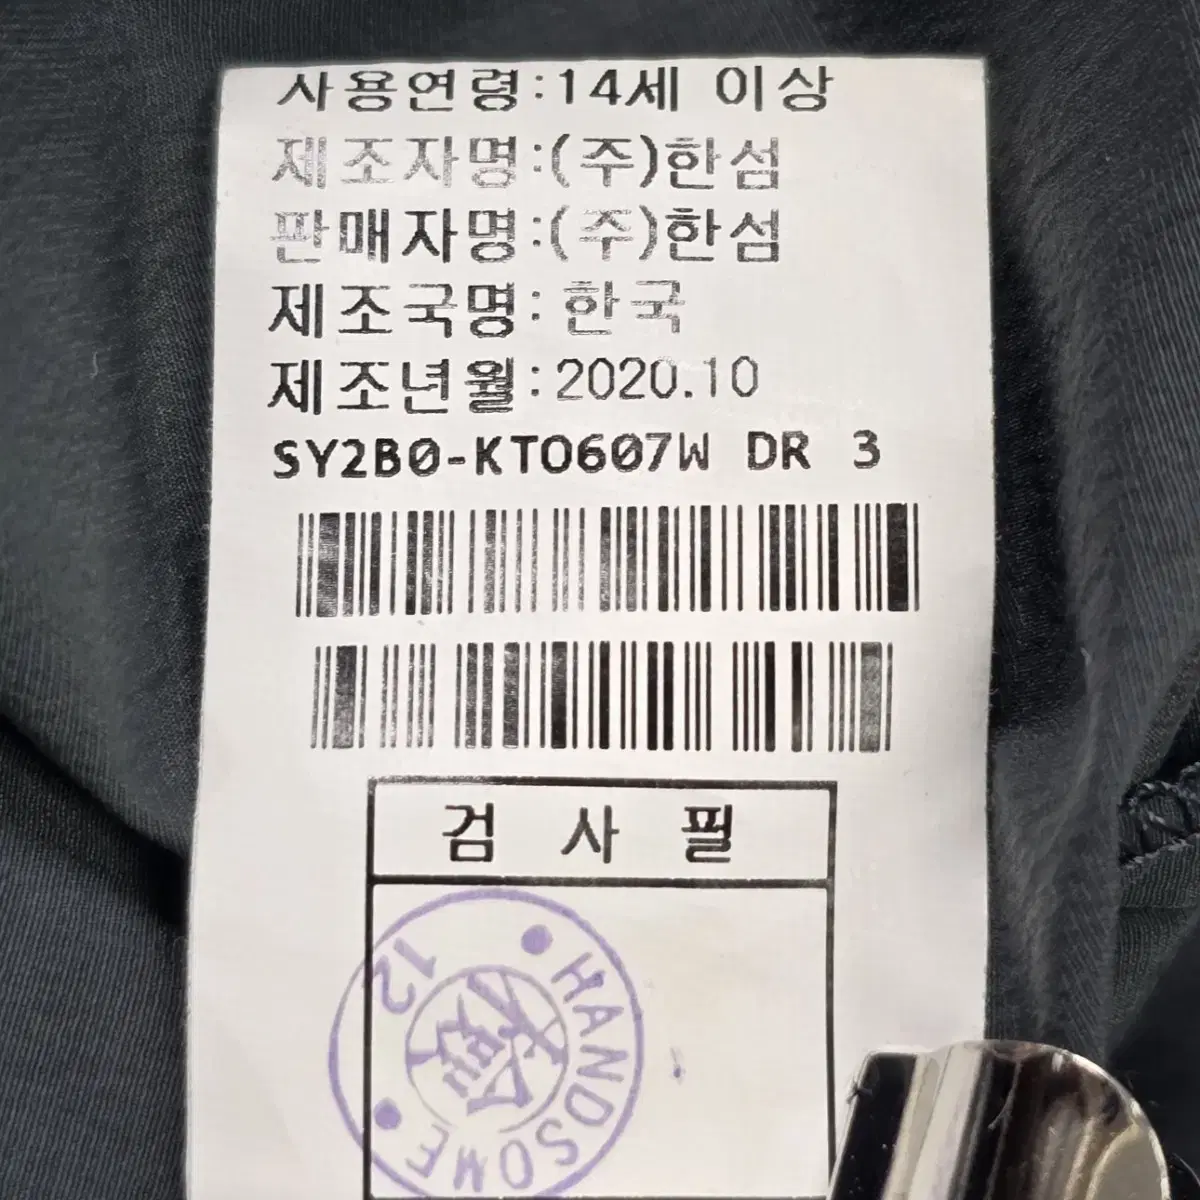 사용연령:14세 이상
제조자명:(주)한섬
판매자명:(주)한섬
제조국명:한국
제조년월:2020.10
SY2B0-KTO607W DR 3
검 사 필
12
HANDSOME